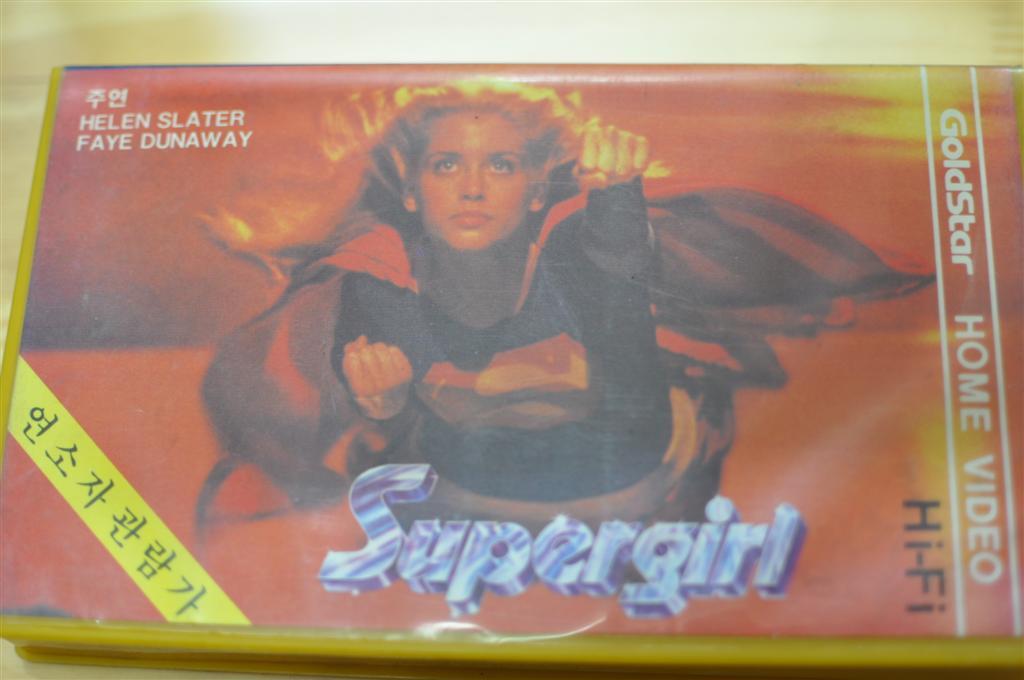 주연
HELEN SLATER
FAYE DUNAWAY
연소자관람가
Supergirl
GoldStar HOME VIDEO
Hi-Fi